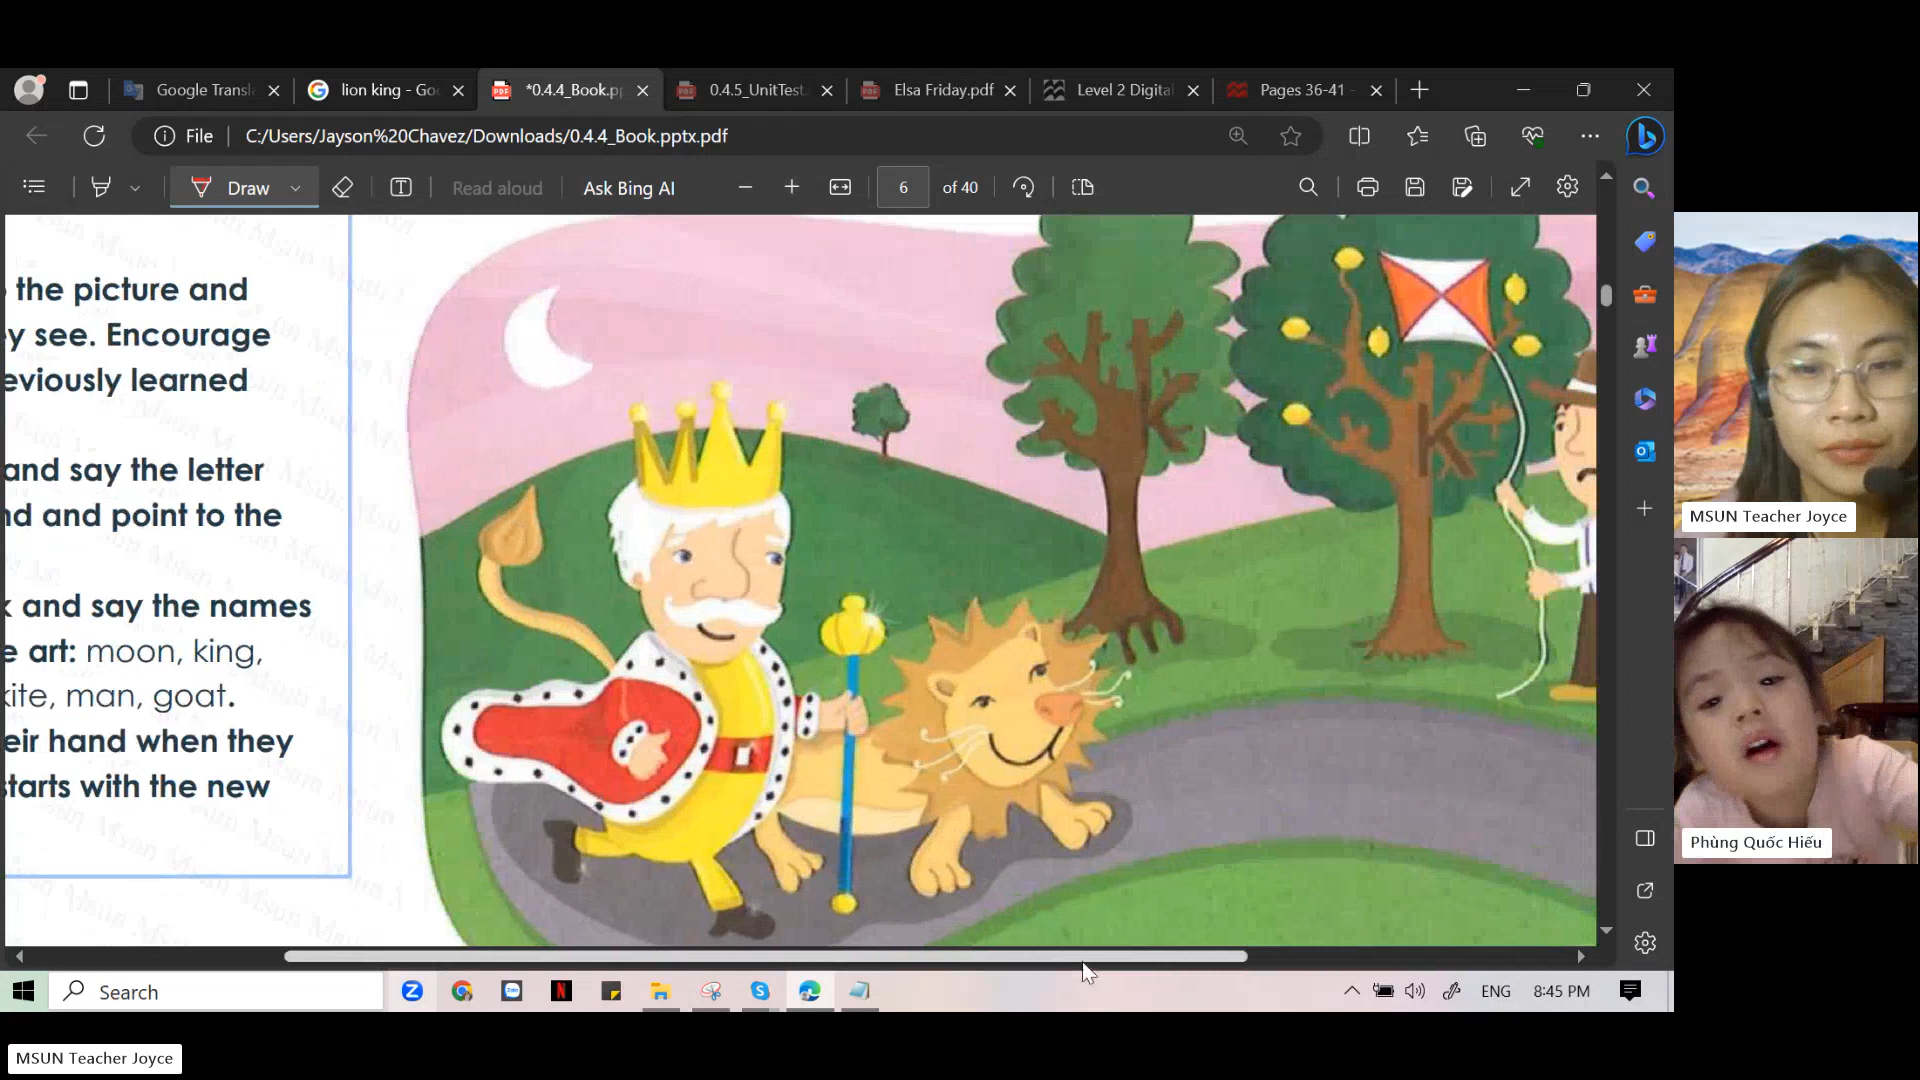 Google Transl
lion king - Go
*0.4.4_Book.p
0.4.5_UnitTest.
Elsa Friday.pdf
Level 2 Digita
Pages 36-41 -
File
C:/Users/Jayson%20Chavez/Downloads/0.4.4_Book.pptx.pdf
Draw
Read aloud
Ask Bing AI
6
of 40
the picture and
ey see. Encourage
eviously learned
and say the letter
nd and point to the
k and say the names
e art: moon, king,
kite, man, goat.
eir hand when they
starts with the new
K
MSUN Teacher Joyce
Phùng Quốc Hiếu
Search
ENG
8:45 PM
MSUN Teacher Joyce